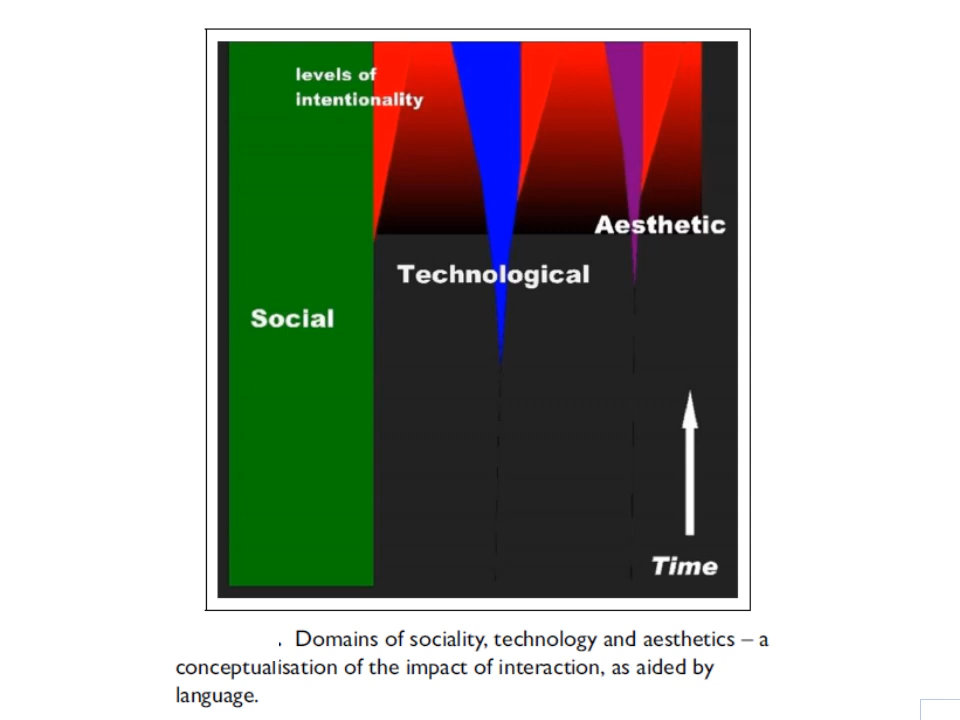 levels of
intentionality
Aesthetic
Technological
Social
Time
. Domains of sociality, technology and aesthetics – a
conceptualisation of the impact of interaction, as aided by
language.